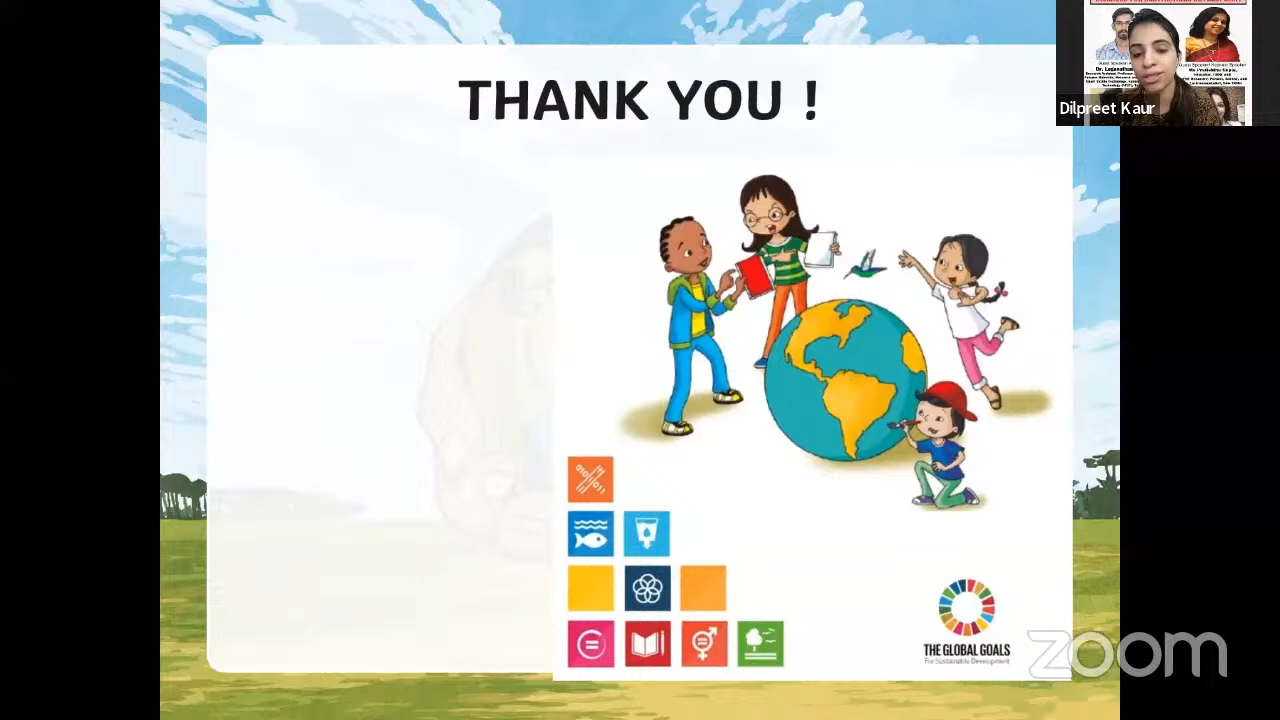 THANK YOU !
Dilpreet Kaur
THE GLOBAL GOALS
For Sustainable Development
zoom